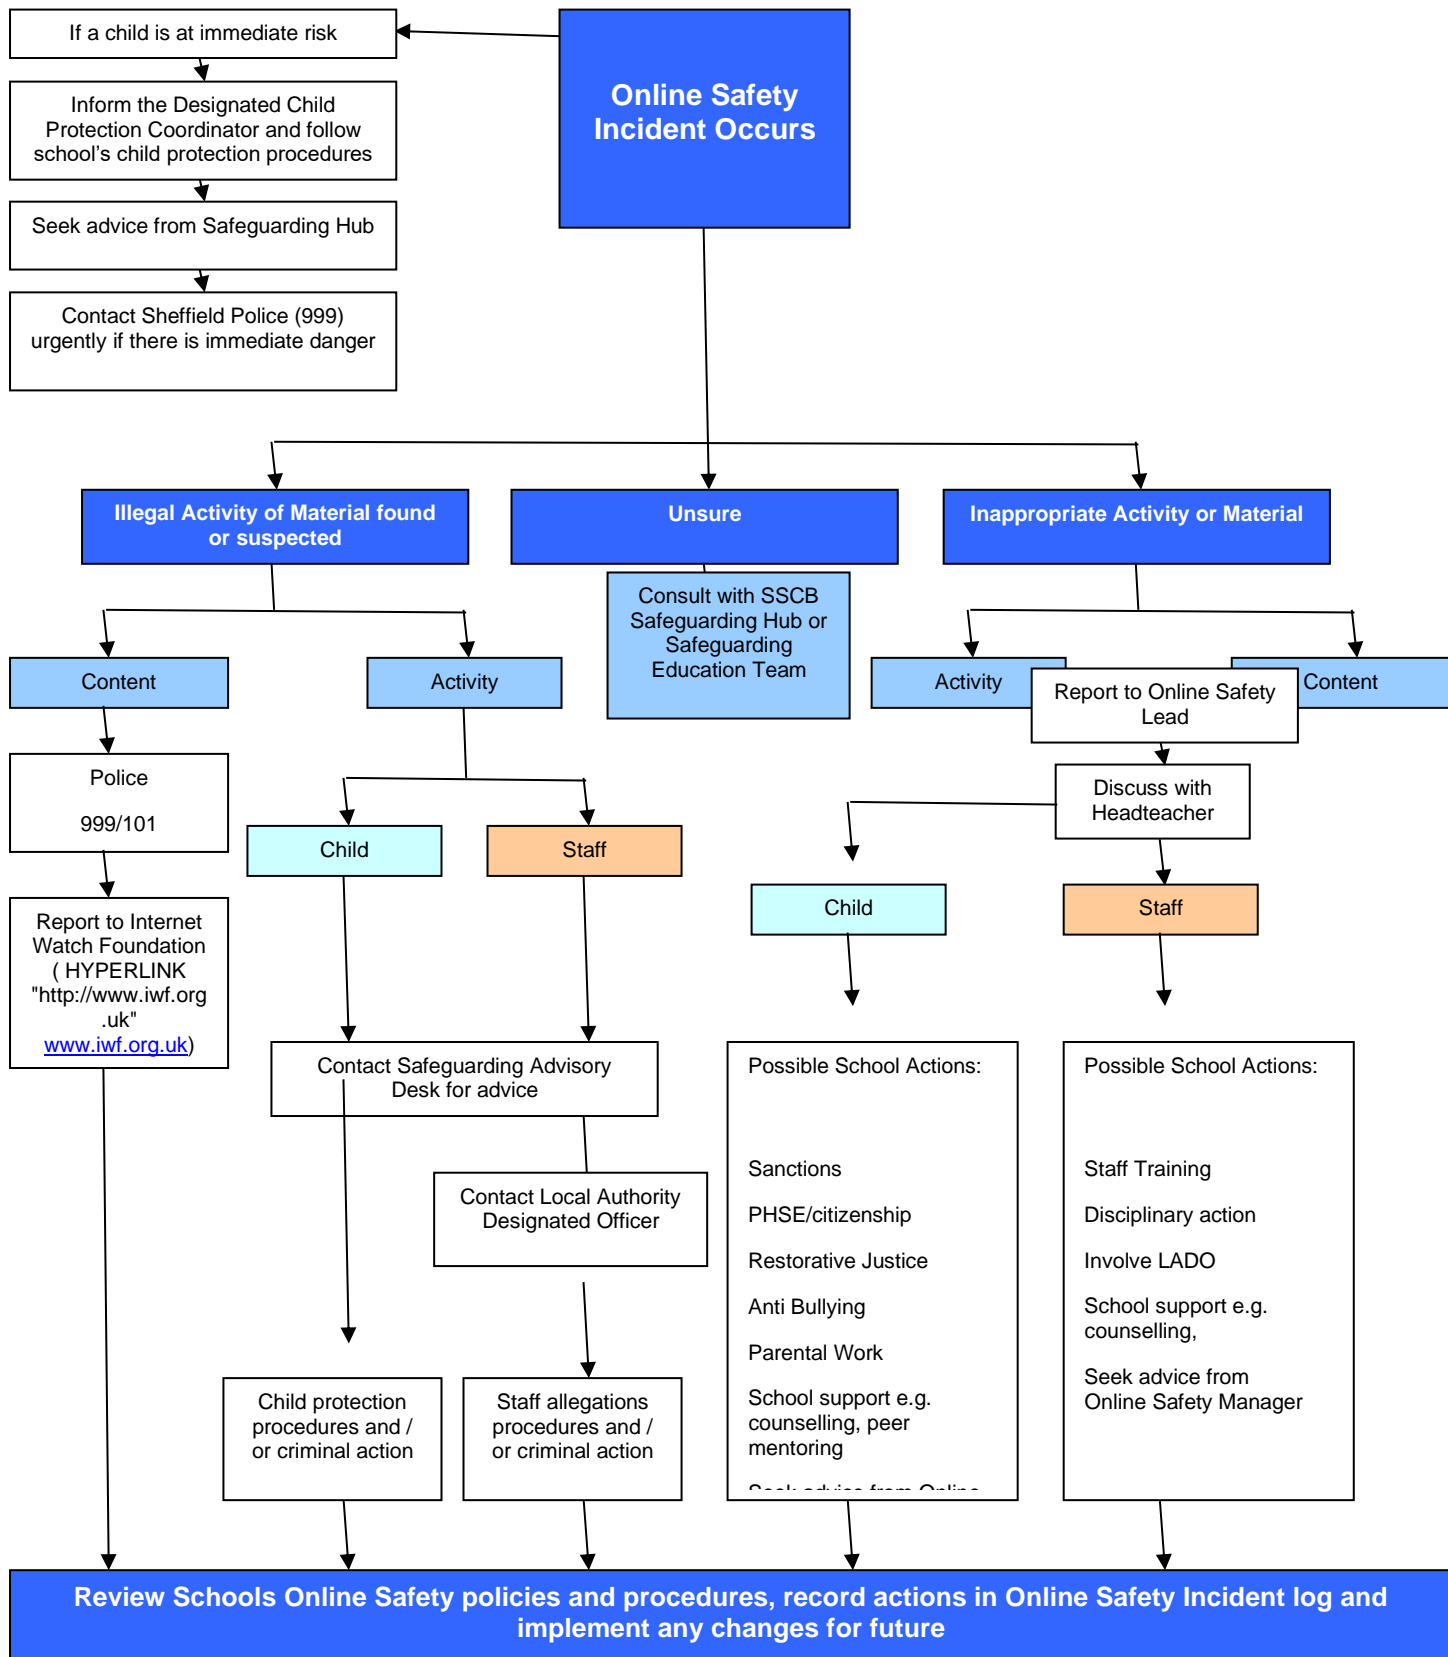 If a child is at immediate risk
Online Safety
Incident Occurs
Inform the Designated Child
Protection Coordinator and follow
school’s child protection procedures
Seek advice from Safeguarding Hub
Contact Sheffield Police (999)
urgently if there is immediate danger
Illegal Activity of Material found
or suspected
Unsure
Inappropriate Activity or Material
Consult with SSCB
Safeguarding Hub or
Safeguarding
Education Team
Content
Activity
Activity
Content
Report to Online Safety
Lead
Police
999/101
Discuss with
Headteacher
Child
Staff
Child
Staff
Report to Internet
Watch Foundation
( HYPERLINK
"http://www.iwf.org
.uk"
www.iwf.org.uk)
Contact Safeguarding Advisory
Desk for advice
Contact Local Authority
Designated Officer
Child protection
procedures and /
or criminal action
Staff allegations
procedures and /
or criminal action
Possible School Actions:
Sanctions
PHSE/citizenship
Restorative Justice
Anti Bullying
Parental Work
School support e.g.
counselling, peer
mentoring
Seek advice from Online
Possible School Actions:
Staff Training
Disciplinary action
Involve LADO
School support e.g.
counselling,
Seek advice from
Online Safety Manager
Review Schools Online Safety policies and procedures, record actions in Online Safety Incident log and
implement any changes for future